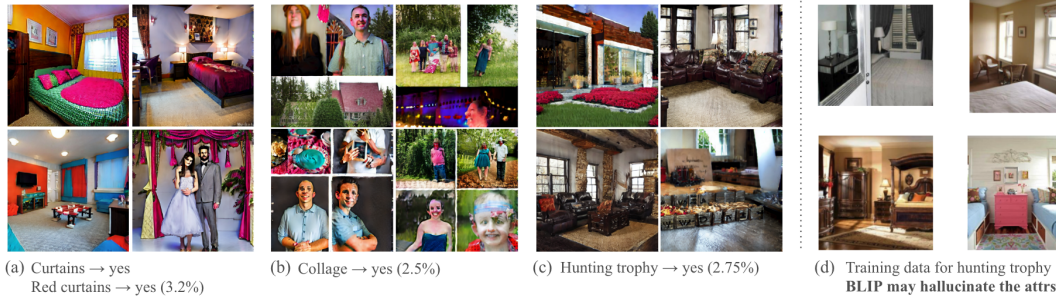 (a) Curtains → yes
Red curtains → yes (3.2%)
(b) Collage → yes (2.5%)
(c) Hunting trophy → yes (2.75%)
(d) Training data for hunting trophy
BLIP may hallucinate the attrs